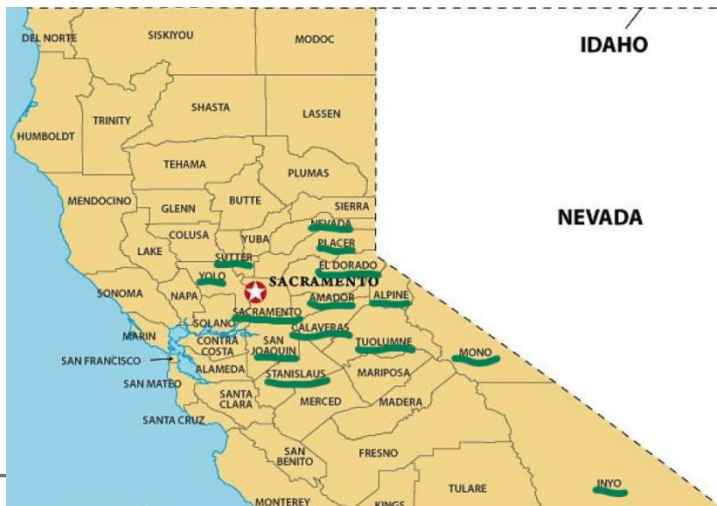 DEL NORTE
SISKIYOU
MODOC
IDAHO
HUMBOLDT
TRINITY
SHASTA
LASSEN
TEHAMA
PLUMAS
MENDOCINO
GLENN
BUTTE
SIERRA
NEVADA
NEVADA
LAKE
COLUSA
YUBA
PLACER
SUTTER
YOLO
EL DORADO
SACRAMENTO
SONOMA
NAPA
AMADOR
ALPINE
SACRAMENTO
SOLANO
CALAVERAS
MARIN
CONTRA
COSTA
SAN
JOAQUIN
TUOLUMNE
MONO
SAN FRANCISCO
ALAMEDA
STANISLAUS
MARIPOSA
SAN MATEO
SANTA
CLARA
MERCED
MADERA
SANTA CRUZ
SAN
BENITO
FRESNO
TULARE
INYO
MONTEREY
KINGS